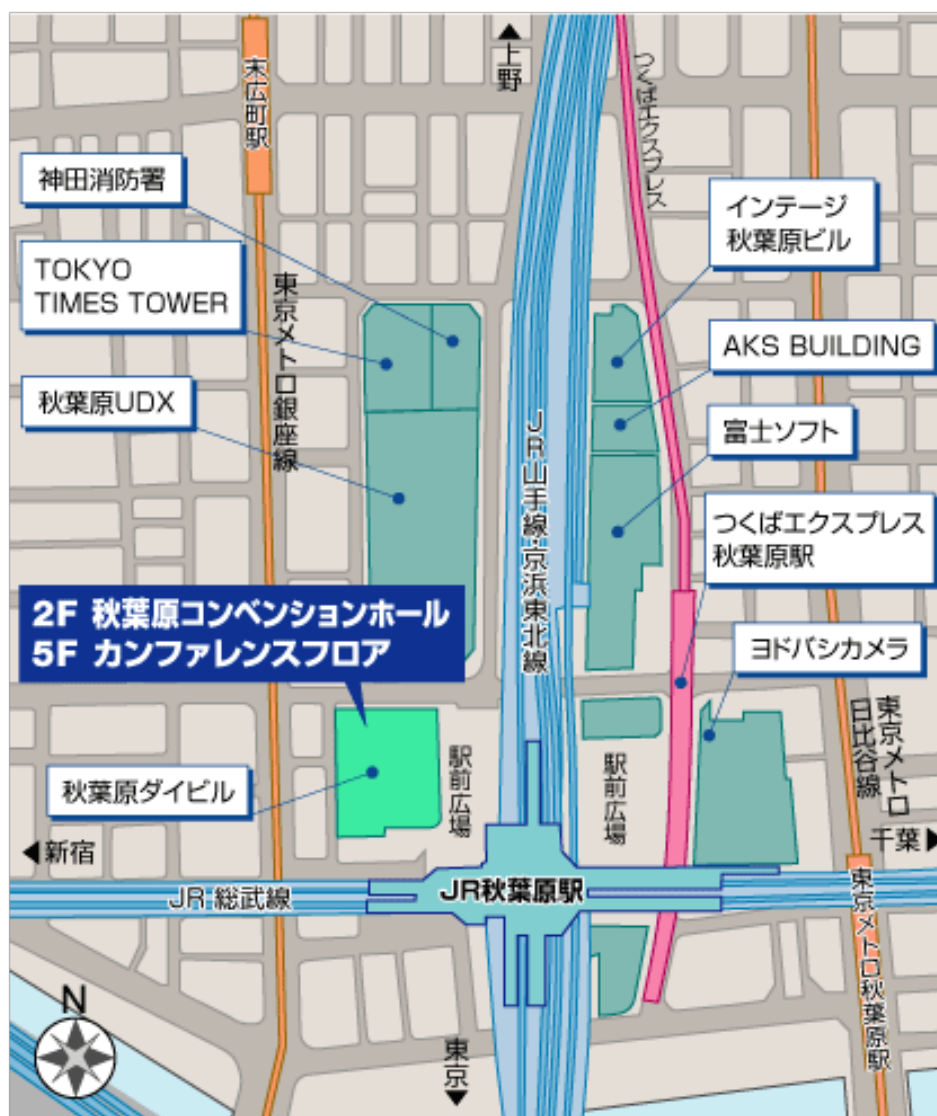 ▲上野
末広町駅
つくばエクスプレス
神田消防署
インテージ
秋葉原ビル
TOKYO
TIMES TOWER
東京メトロ銀座線
AKS BUILDING
秋葉原UDX
JR山手線・京浜東北線
富士ソフト
つくばエクスプレス
秋葉原駅
2F 秋葉原コンベンションホール
5F カンファレンスフロア
ヨドバシカメラ
東京メトロ
日比谷線
駅前広場
駅前広場
秋葉原ダイビル
◀新宿
千葉▶
JR 総武線
JR秋葉原駅
東京メトロ秋葉原駅
N
東京▼